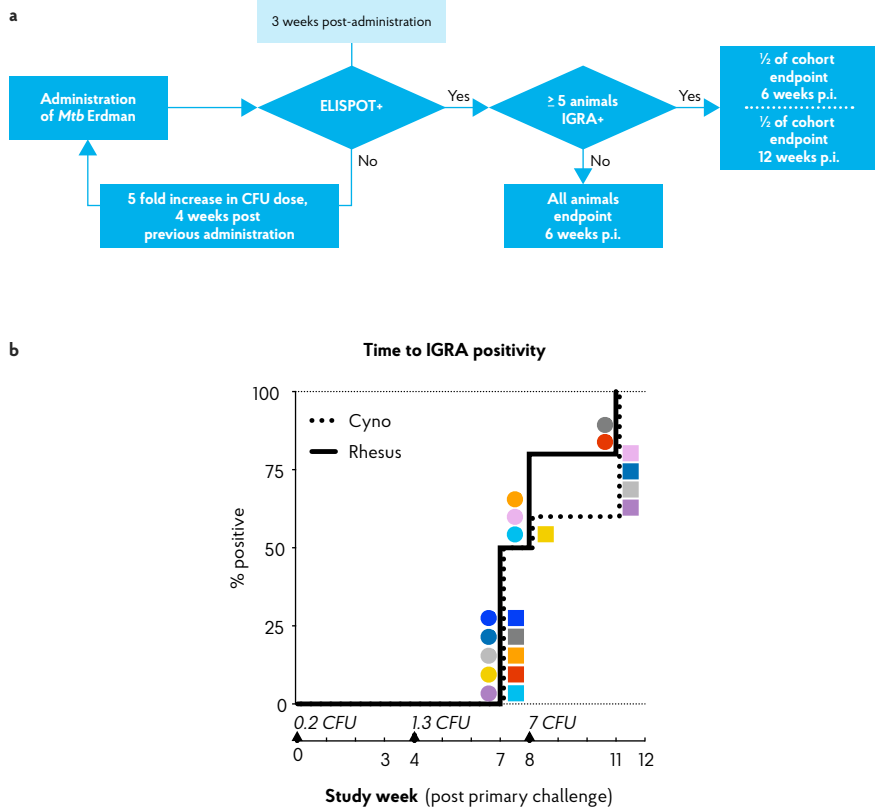 a
3 weeks post-administration
Administration
of Mtb Erdman
ELISPOT+
Yes
≥ 5 animals
IGRA+
Yes
½ of cohort
endpoint
6 weeks p.i.
½ of cohort
endpoint
12 weeks p.i.
No
No
5 fold increase in CFU dose,
4 weeks post
previous administration
All animals
endpoint
6 weeks p.i.
b
Time to IGRA positivity
% positive
100
75
50
25
0
Cyno
Rhesus
0.2 CFU
1.3 CFU
7 CFU
0 3 4 7 8 11 12
Study week (post primary challenge)